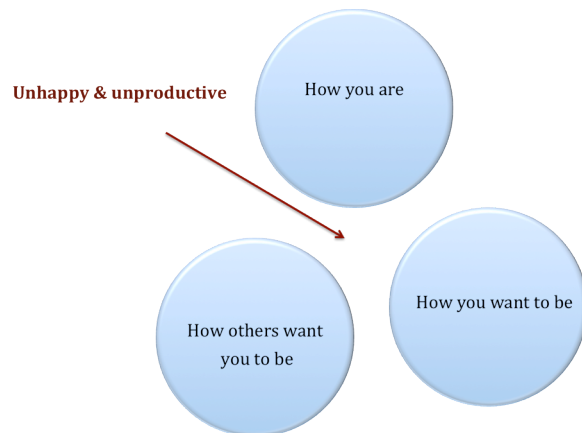 How you are
Unhappy & unproductive
How you want to be
How others want
you to be